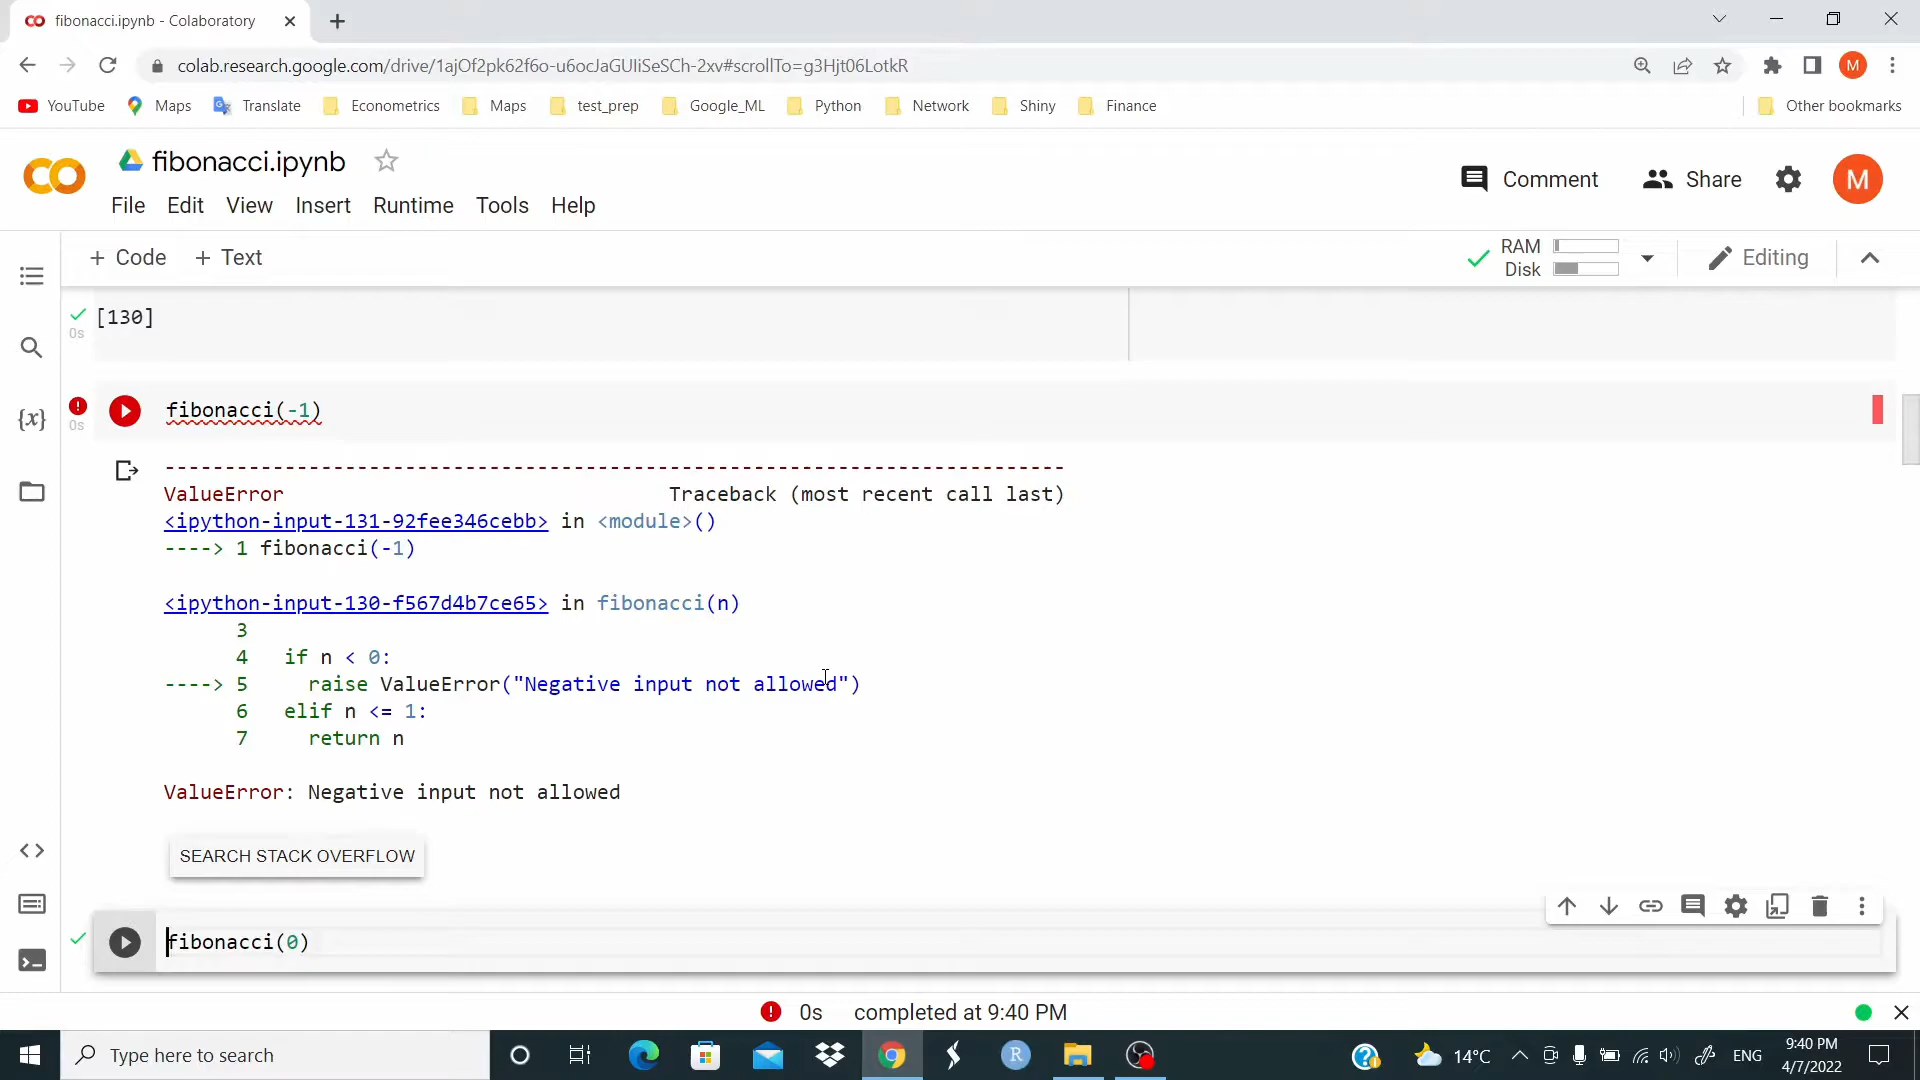 fibonacci.ipynb - Colaboratory
colab.research.google.com/drive/1ajOf2pk62f6o-u6ocJaGUIiSeSCh-2xv#scrollTo=g3Hjt06LotkR
M
YouTube Maps Translate Econometrics Maps test_prep Google_ML Python Network Shiny Finance Other bookmarks
fibonacci.ipynb
Comment Share M
File Edit View Insert Runtime Tools Help
+ Code + Text
RAM
Disk
Editing
[130]
0s
fibonacci(-1)
0s
---------------------------------------------------------------------------
ValueError Traceback (most recent call last)
<ipython-input-131-92fee346cebb> in <module>()
----> 1 fibonacci(-1)
<ipython-input-130-f567d4b7ce65> in fibonacci(n)
3
4 if n < 0:
----> 5 raise ValueError("Negative input not allowed")
6 elif n <= 1:
7 return n
ValueError: Negative input not allowed
SEARCH STACK OVERFLOW
fibonacci(0)
0s completed at 9:40 PM
Type here to search
R
14°C
ENG
9:40 PM
4/7/2022